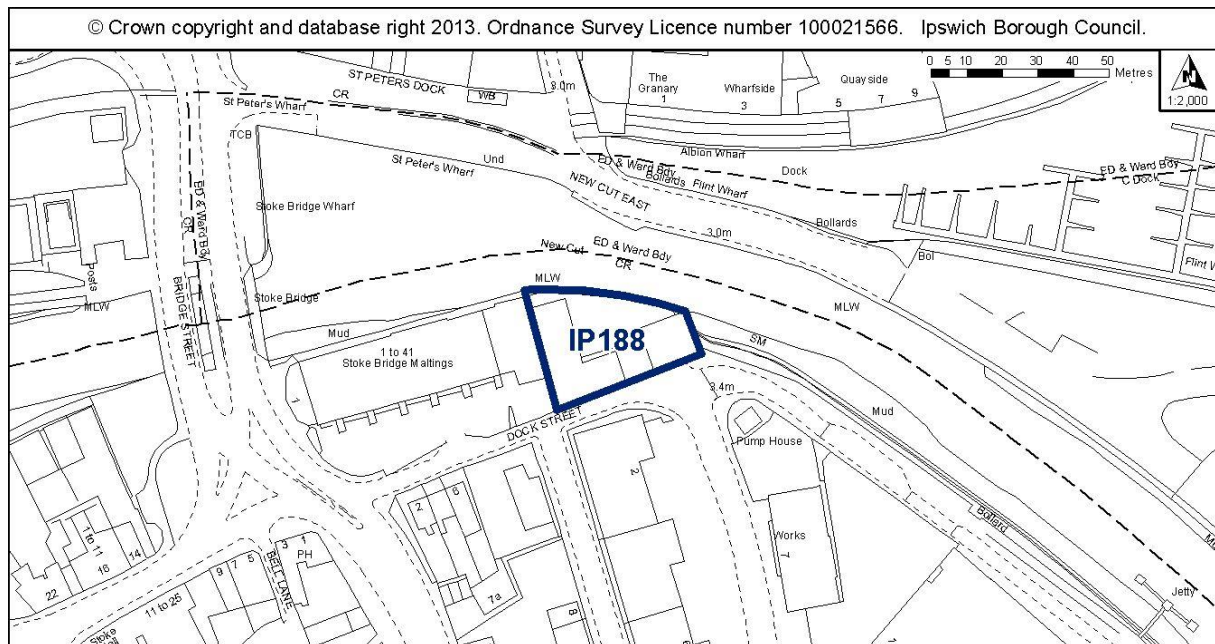 © Crown copyright and database right 2013. Ordnance Survey Licence number 100021566. Ipswich Borough Council.
0 5 10 20 30 40 50
Metres
N
1:2,000
ST PETERS DOCK
WB
CR
St Peter's Wharf
3.0m
The
Granary
1
Wharfside
3
Quayside
5
7
9
TCB
St Peter's Wharf
Und
Albion Wharf
ED & Ward Bdy
Bollards
Flint Wharf
Dock
ED & Ward Bdy
C Dock
NEW CUT EAST
ED & Ward Bdy
CR
Stoke Bridge Wharf
3.0m
Bollards
Bol
Flint W
New Cut
ED & Ward Bdy
CR
Posts
MLW
BRIDGE STREET
Stoke Bridge
MLW
MLW
Mud
IP188
SM
1 to 41
Stoke Bridge Maltings
1
3.4m
Mud
DOCK STREET
Pump House
2
2
6
Bollard
Works
7
1 to 11
16
14
22
3
1
PH
9
7
5
BELL LANE
11 to 25
7a
8
Jetty
Stoke